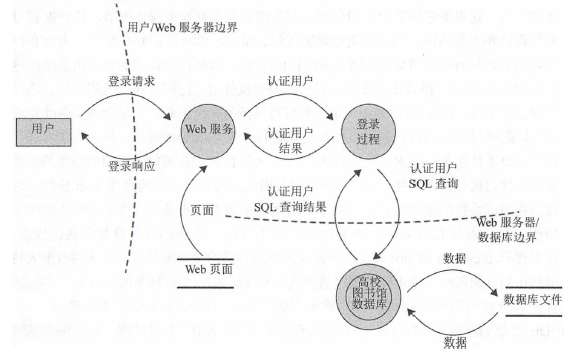 用户/Web 服务器边界
登录请求
认证用户
用户
Web 服务
登录
过程
登录响应
认证用户
结果
认证用户
SQL 查询
认证用户
SQL 查询结果
页面
Web 服务器/
数据库边界
Web 页面
高校
图书馆
数据库
数据
数据库文件
数据